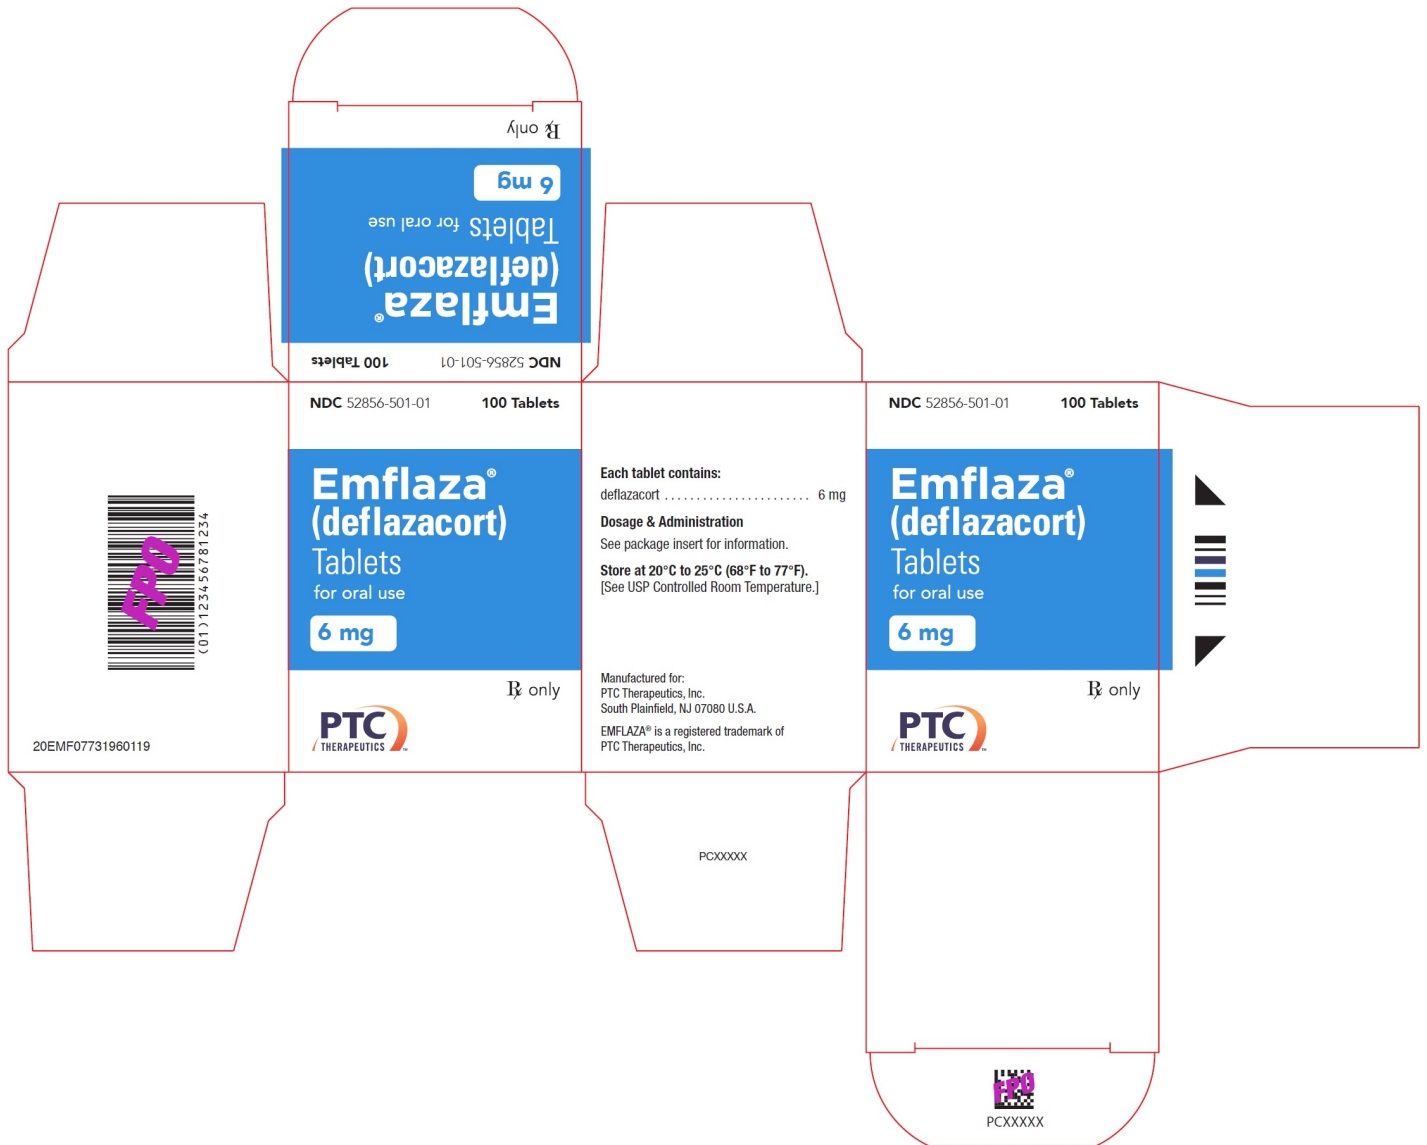 ℞ only
6 mg
Tablets for oral use
(deflazacort)
Emflaza®
NDC 52856-501-01 100 Tablets
FPO
(01)123456781234
20EMF07731960119
NDC 52856-501-01 100 Tablets
Emflaza®
(deflazacort)
Tablets
for oral use
6 mg
℞ only
PTC
THERAPEUTICS™
Each tablet contains:
deflazacort . . . . . . . . . . . . . . . . . . . . . . . 6 mg
Dosage & Administration
See package insert for information.
Store at 20°C to 25°C (68°F to 77°F).
[See USP Controlled Room Temperature.]
Manufactured for:
PTC Therapeutics, Inc.
South Plainfield, NJ 07080 U.S.A.
EMFLAZA® is a registered trademark of
PTC Therapeutics, Inc.
NDC 52856-501-01 100 Tablets
Emflaza®
(deflazacort)
Tablets
for oral use
6 mg
℞ only
PTC
THERAPEUTICS™
PCXXXXX
FPO
PCXXXXX